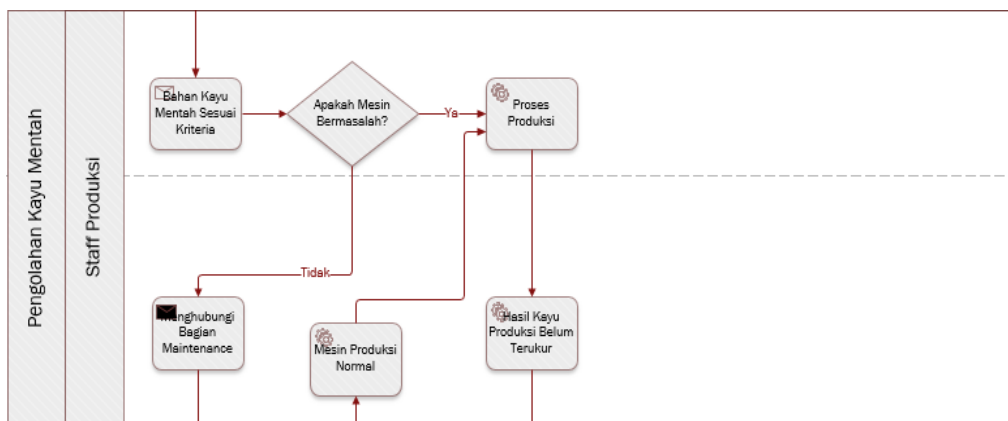 Pengolahan Kayu Mentah
Staff Produksi
Bahan Kayu
Mentah Sesuai
Kriteria
Apakah Mesin
Bermasalah?
Ya
Proses
Produksi
Tidak
Menghubungi
Bagian
Maintenance
Mesin Produksi
Normal
Hasil Kayu
Produksi Belum
Terukur